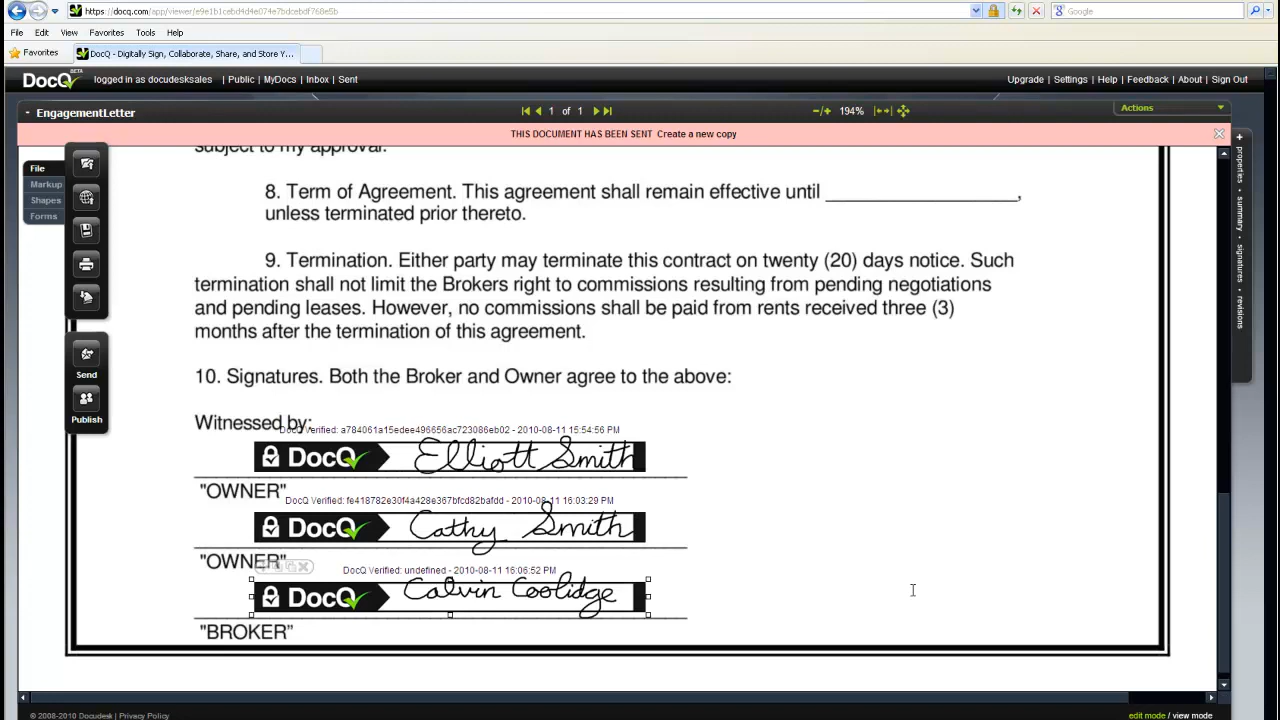 https://docq.com/app/viewer/e9e1b1cebd4d4e074e7bdcebdf768e5b
Google
File Edit View Favorites Tools Help
Favorites DocQ - Digitally Sign, Collaborate, Share, and Store Y...
DocQ BETA logged in as docudesksales | Public | MyDocs | Inbox | Sent Upgrade | Settings | Help | Feedback | About | Sign Out
- EngagementLetter 1 of 1 -/+ 194% Actions
THIS DOCUMENT HAS BEEN SENT Create a new copy
File
Markup
Shapes
Forms
Send
Publish
subject to my approval.
8. Term of Agreement. This agreement shall remain effective until __________________,
unless terminated prior thereto.
9. Termination. Either party may terminate this contract on twenty (20) days notice. Such
termination shall not limit the Brokers right to commissions resulting from pending negotiations
and pending leases. However, no commissions shall be paid from rents received three (3)
months after the termination of this agreement.
10. Signatures. Both the Broker and Owner agree to the above:
Witnessed by:
DocQ Verified: a784061a15edee496656ac723086eb02 - 2010-08-11 15:54:56 PM
DocQ Elliott Smith
"OWNER"
DocQ Verified: fe418782e30f4a428e367bfcd82bafdd - 2010-08-11 16:03:29 PM
DocQ Cathy Smith
"OWNER"
DocQ Verified: undefined - 2010-08-11 16:06:52 PM
DocQ Calvin Coolidge
"BROKER"
+ properties • summary • signatures • revisions
© 2008-2010 Docudesk | Privacy Policy edit mode / view mode